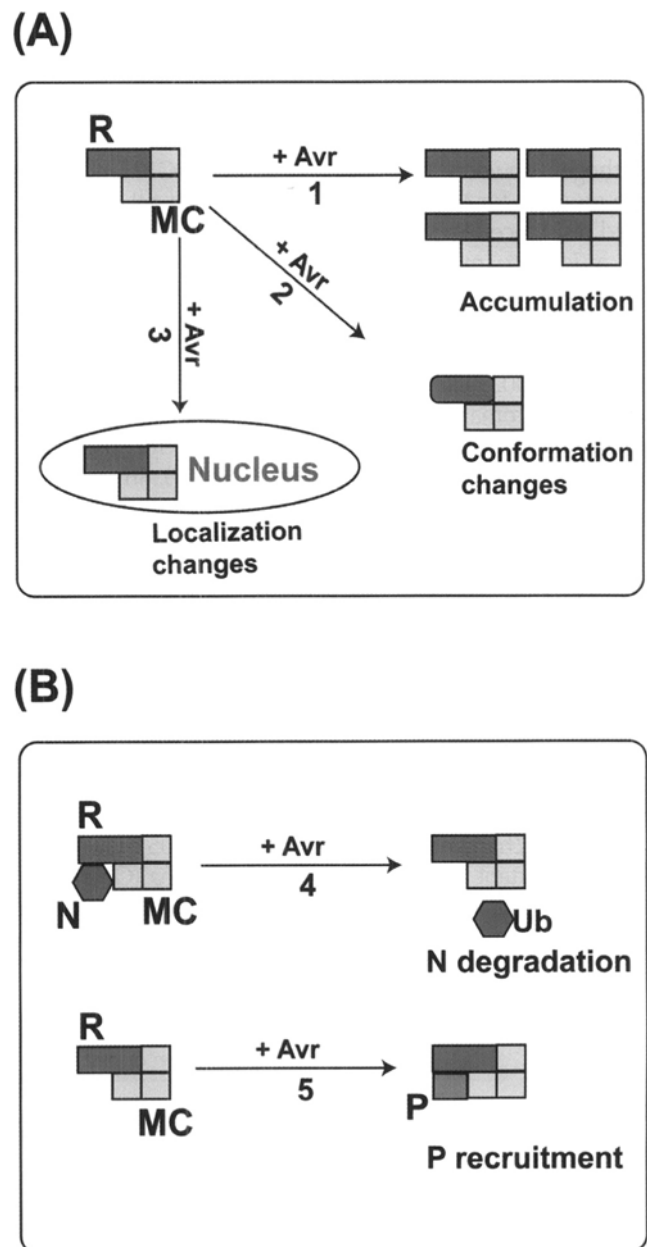 (A)
R
MC
+ Avr
1
+ Avr
2
+ Avr
3
Accumulation
Conformation
changes
Nucleus
Localization
changes
(B)
R
N
MC
+ Avr
4
Ub
N degradation
R
MC
+ Avr
5
P
P recruitment